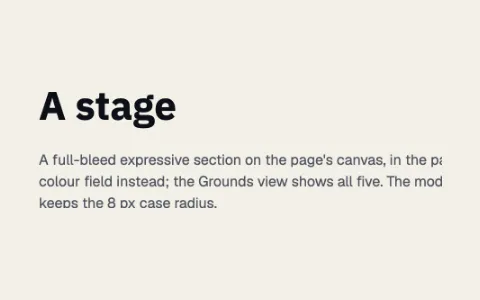 A stage
A full-bleed expressive section on the page's canvas, in the
colour field instead; the Grounds view shows all five. The
keeps the 8 px case radius.